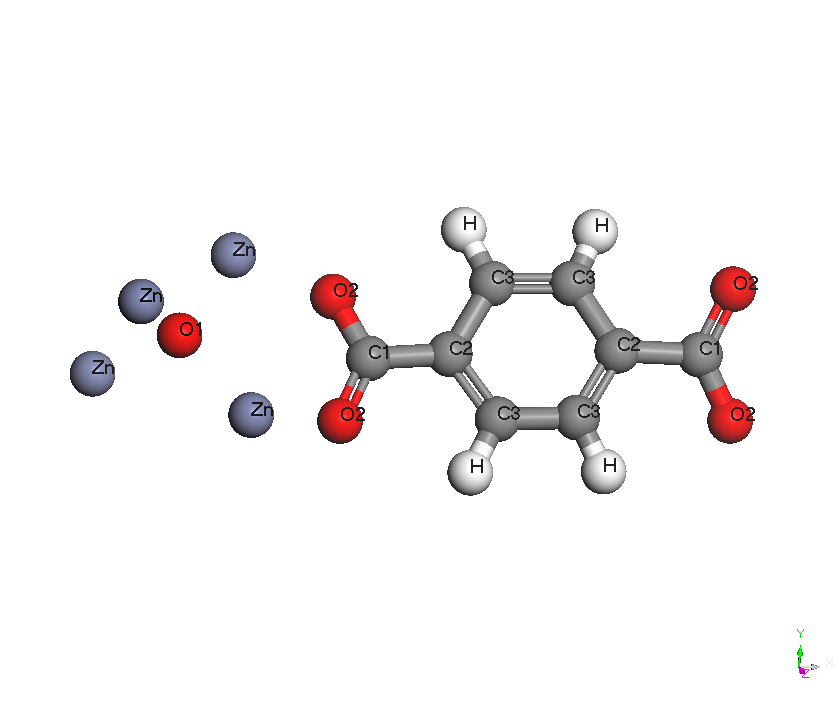 H H
Zn
C3 C3
O2 O2
Zn
O1
C1 C2 C2 C1
Zn
Zn O2 C3 C3 O2
H H
Y
X
Z